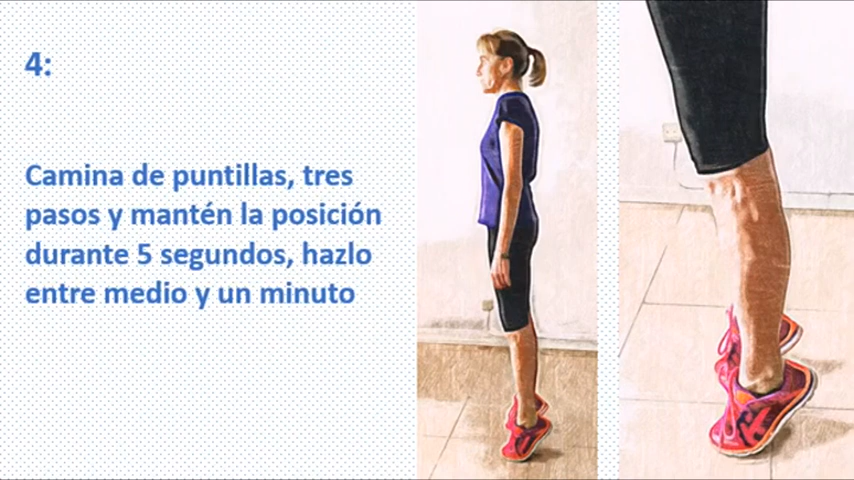 4:
Camina de puntillas, tres
pasos y mantén la posición
durante 5 segundos, hazlo
entre medio y un minuto